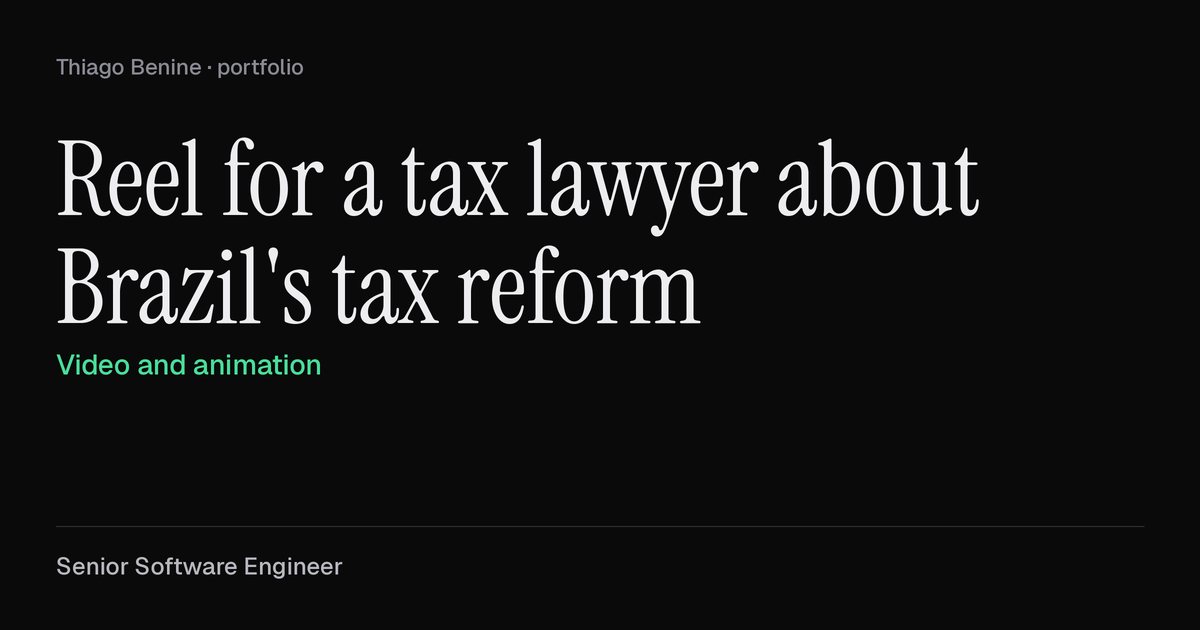 Thiago Benine · portfolio
Reel for a tax lawyer about
Brazil's tax reform
Video and animation
Senior Software Engineer